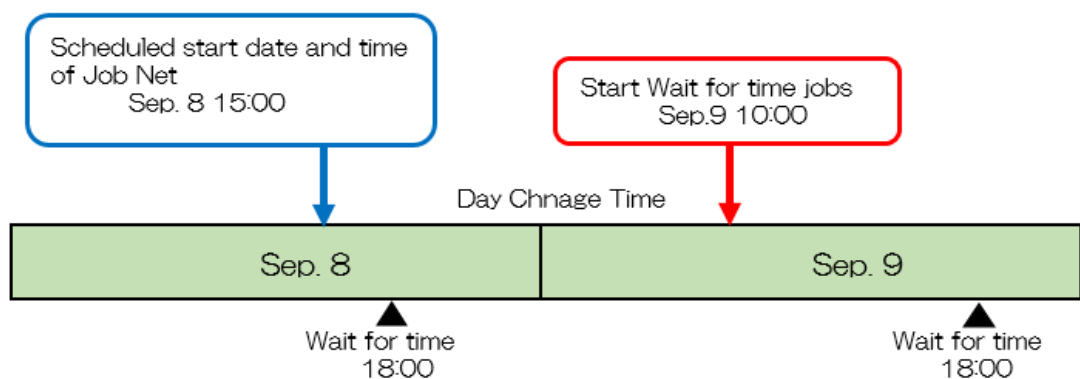 Scheduled start date and time
of Job Net
Sep. 8 15:00
Start Wait for time jobs
Sep.9 10:00
Day Chnage Time
Sep. 8
Sep. 9
Wait for time
18:00
Wait for time
18:00